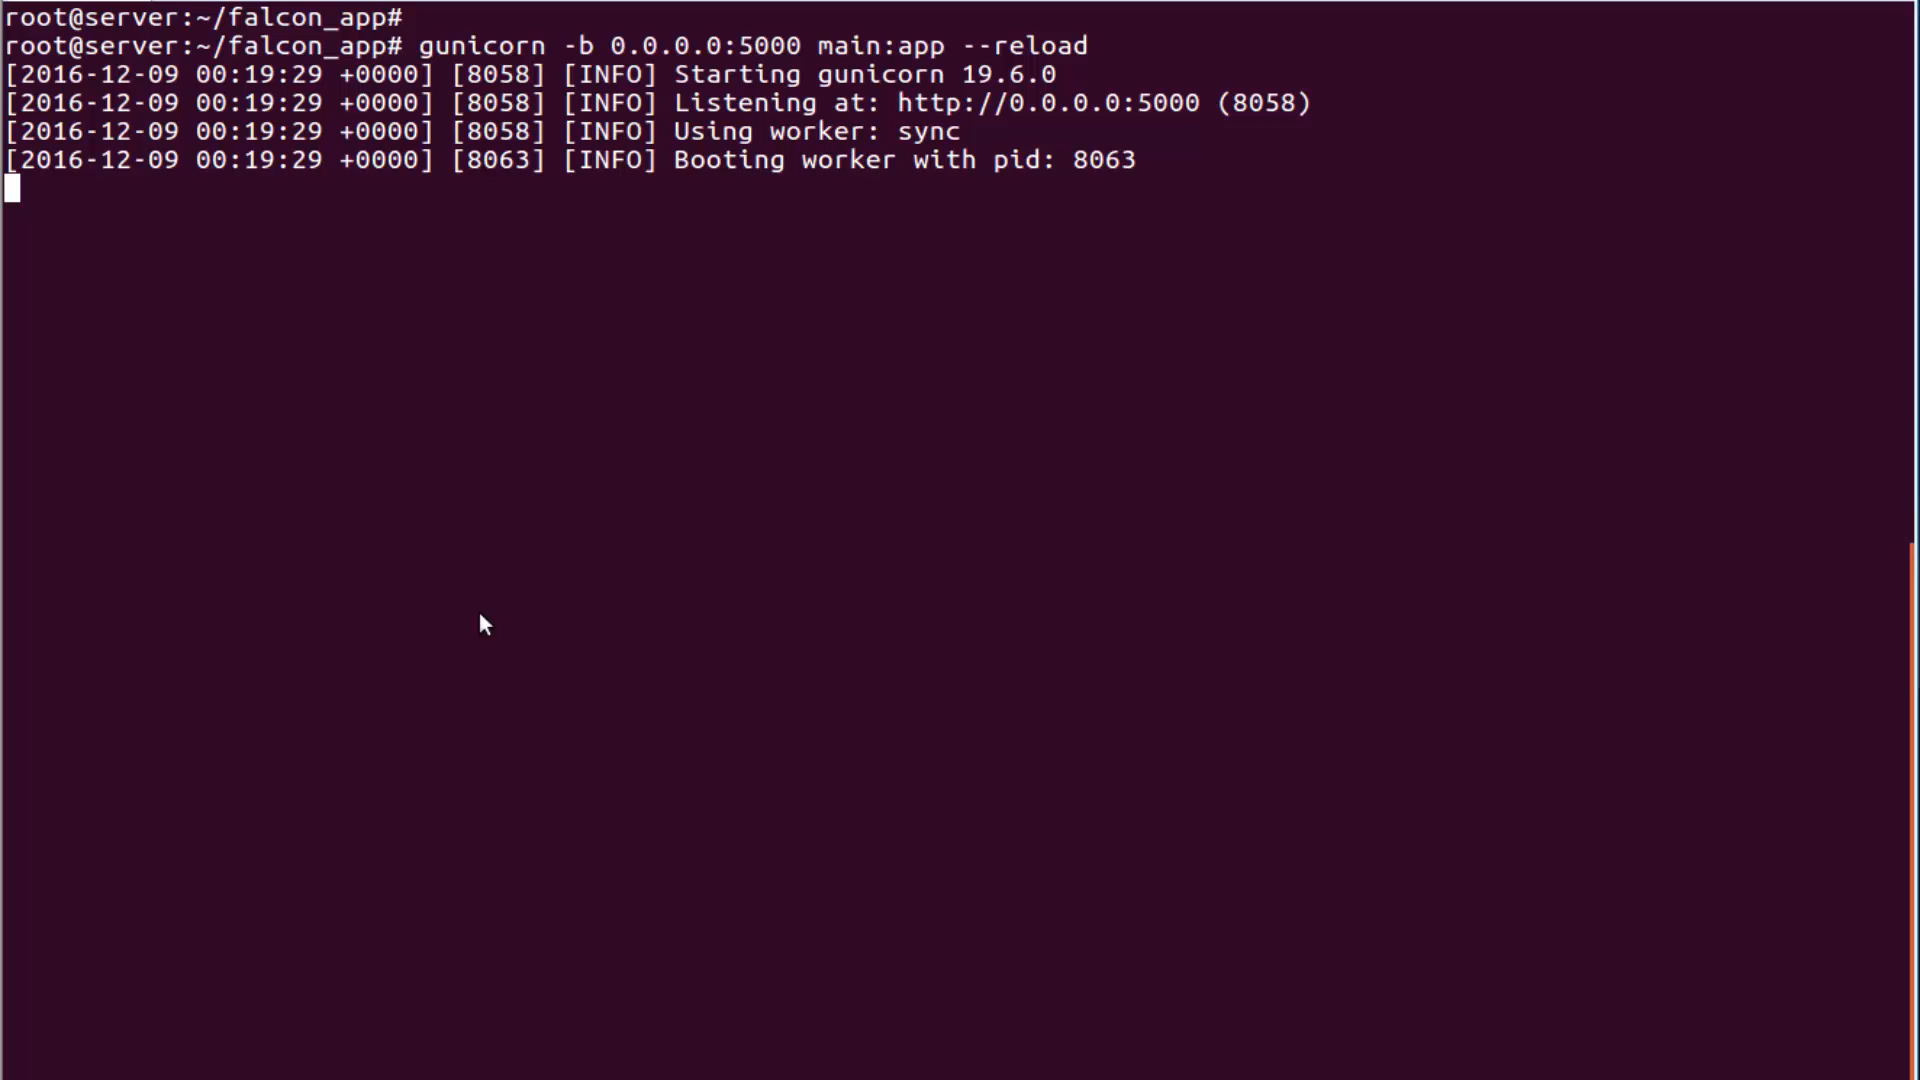 root@server:~/falcon_app#
root@server:~/falcon_app# gunicorn -b 0.0.0.0:5000 main:app --reload
[2016-12-09 00:19:29 +0000] [8058] [INFO] Starting gunicorn 19.6.0
[2016-12-09 00:19:29 +0000] [8058] [INFO] Listening at: http://0.0.0.0:5000 (8058)
[2016-12-09 00:19:29 +0000] [8058] [INFO] Using worker: sync
[2016-12-09 00:19:29 +0000] [8063] [INFO] Booting worker with pid: 8063